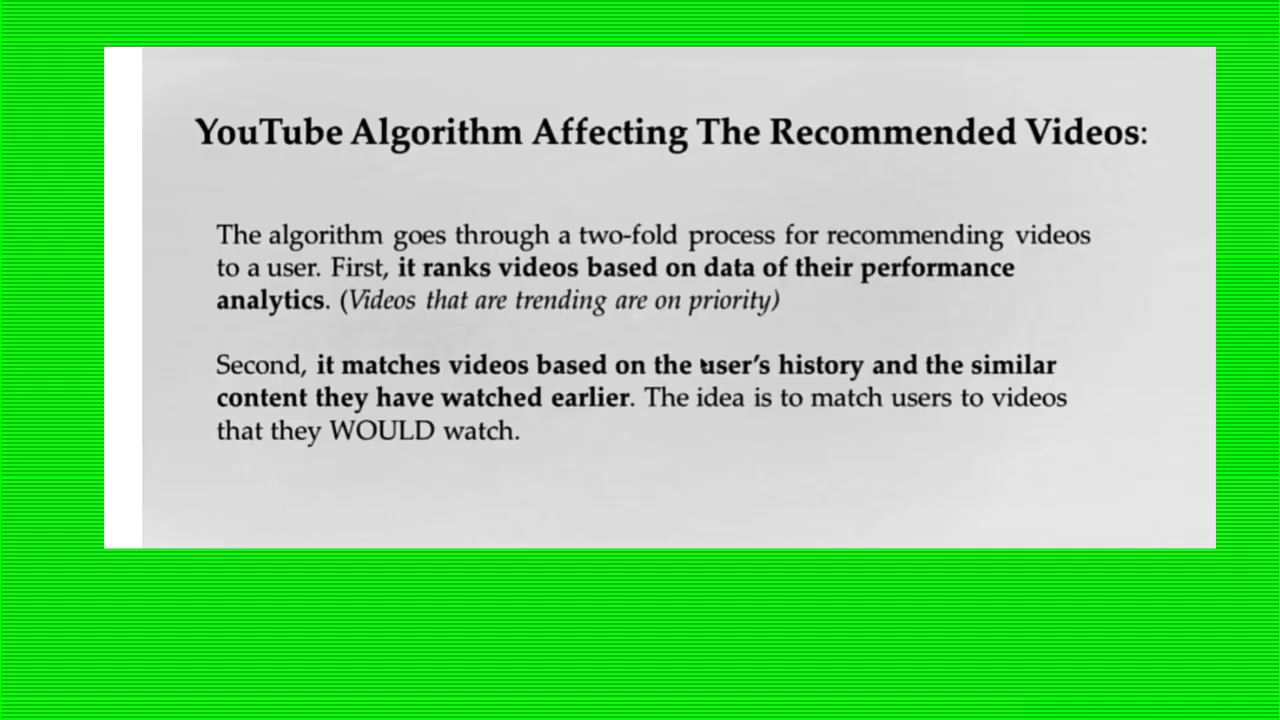 YouTube Algorithm Affecting The Recommended Videos:
The algorithm goes through a two-fold process for recommending videos
to a user. First, it ranks videos based on data of their performance
analytics. (Videos that are trending are on priority)
Second, it matches videos based on the user's history and the similar
content they have watched earlier. The idea is to match users to videos
that they WOULD watch.